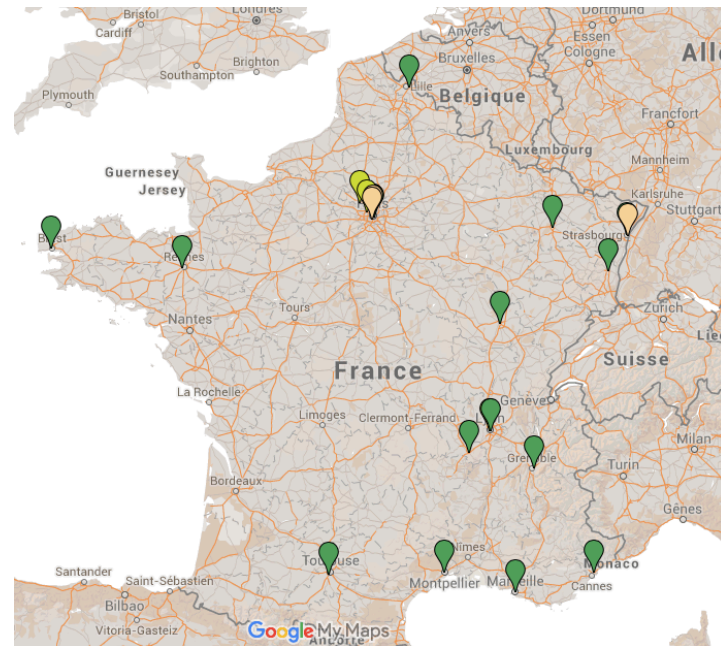 Londres
Bristol
Cardiff
Brighton
Southampton
Plymouth
Anvers
Bruxelles
Dortmund
Essen
Cologne
Lille
Belgique
Francfort
Luxembourg
Mannheim
Guernesey
Jersey
Karlsruhe
Stuttgart
Strasbourg
Brest
Rennes
Tours
Nantes
Zurich
France
Suisse
La Rochelle
Genève
Limoges
Clermont-Ferrand
Lyon
Grenoble
Milan
Turin
Bordeaux
Gênes
Toulouse
Nîmes
Montpellier
Marseille
Monaco
Cannes
Santander
Saint-Sébastien
Bilbao
Vitoria-Gasteiz
Google My Maps